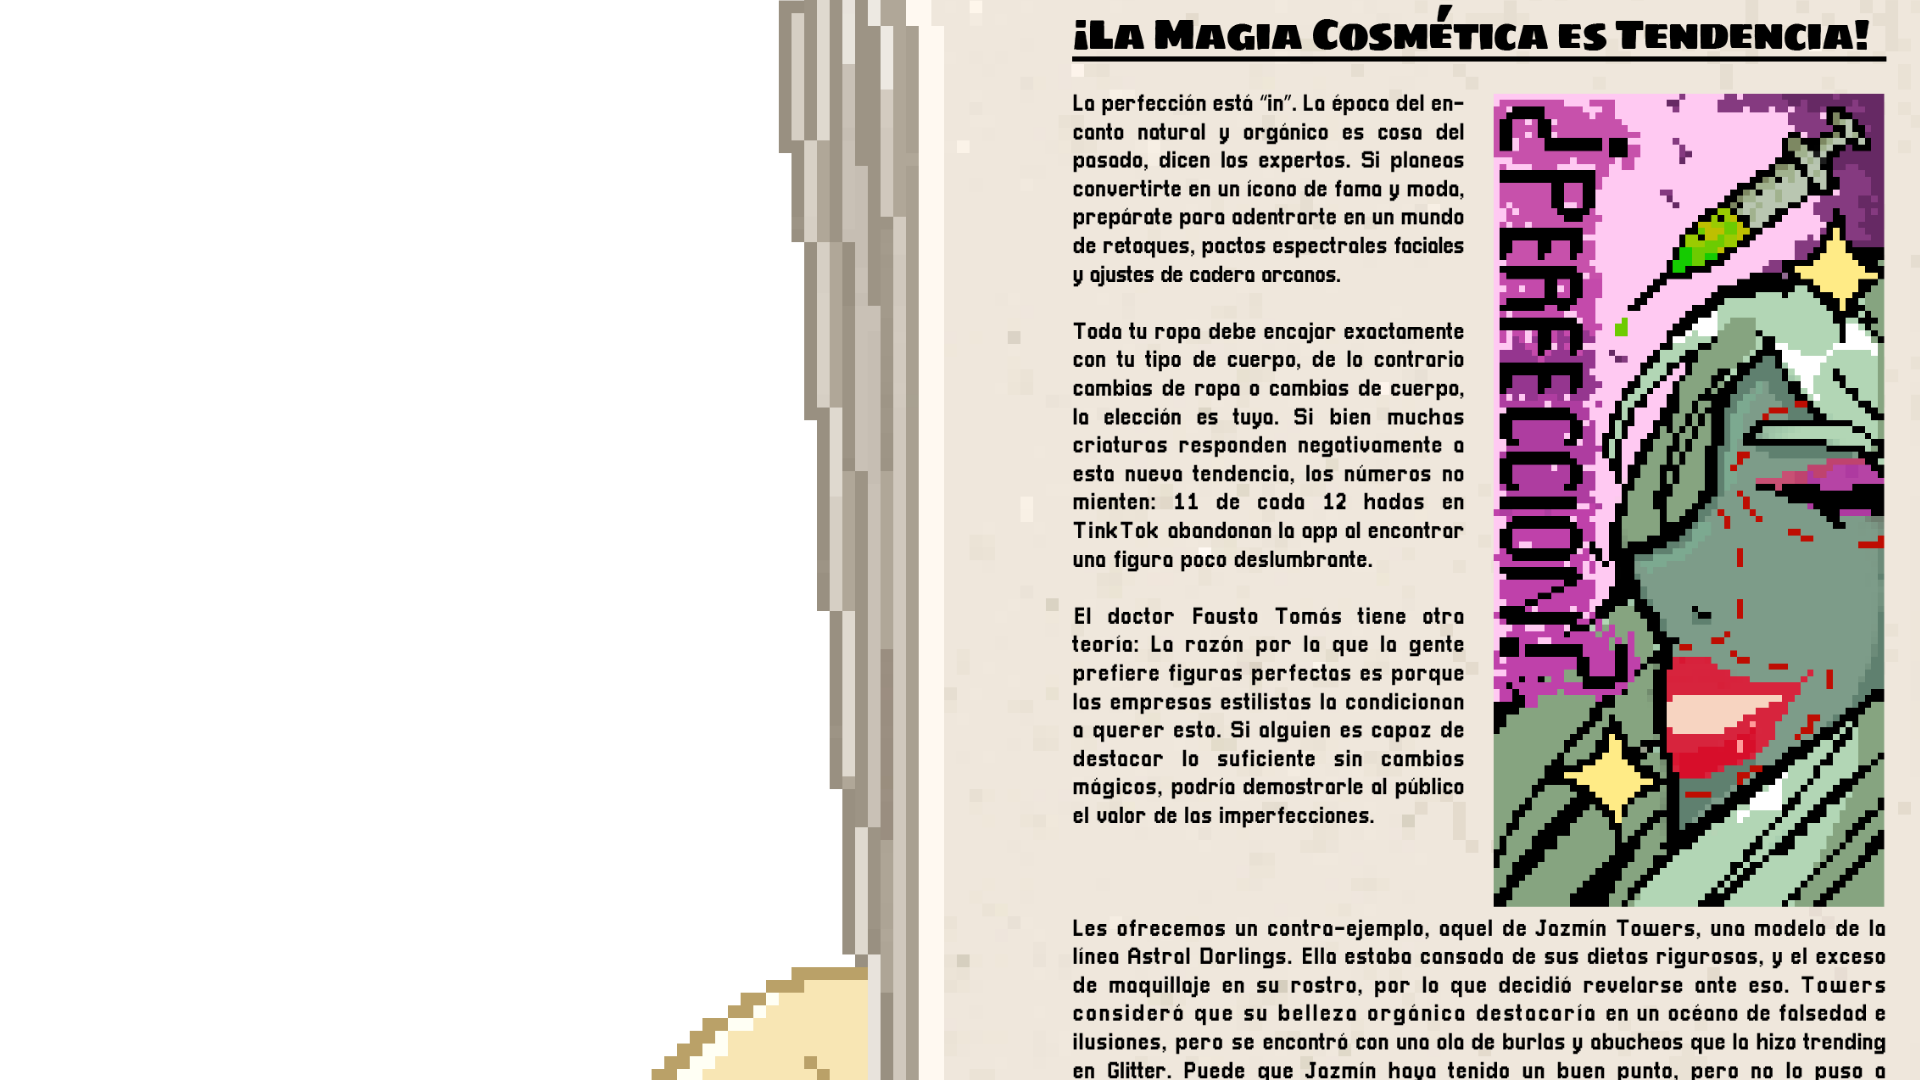 ¡La Magia Cosmética es Tendencia!
La perfección está "in". La época del en-
canto natural y orgánico es cosa del
pasado, dicen los expertos. Si planeas
convertirte en un ícono de fama y moda,
prepárate para adentrarte en un mundo
de retoques, pactos espectrales faciales
y ajustes de cadera arcanos.
Toda tu ropa debe encajar exactamente
con tu tipo de cuerpo, de lo contrario
cambias de ropa o cambias de cuerpo,
la elección es tuya. Si bien muchas
criaturas responden negativamente a
esta nueva tendencia, los números no
mienten: 11 de cada 12 hadas en
TinkTok abandonan la app al encontrar
una figura poco deslumbrante.
El doctor Fausto Tomás tiene otra
teoría: La razón por la que la gente
prefiere figuras perfectas es porque
las empresas estilistas la condicionan
a querer esto. Si alguien es capaz de
destacar lo suficiente sin cambios
mágicos, podría demostrarle al público
el valor de las imperfecciones.
¿PERFECCION?
Les ofrecemos un contra-ejemplo, aquel de Jazmín Towers, una modelo de la
línea Astral Darlings. Ella estaba cansada de sus dietas rigurosas, y el exceso
de maquillaje en su rostro, por lo que decidió revelarse ante eso. Towers
consideró que su belleza orgánica destacaría en un océano de falsedad e
ilusiones, pero se encontró con una ola de burlas y abucheos que la hizo trending
en Glitter. Puede que Jazmín haya tenido un buen punto, pero no lo puso a